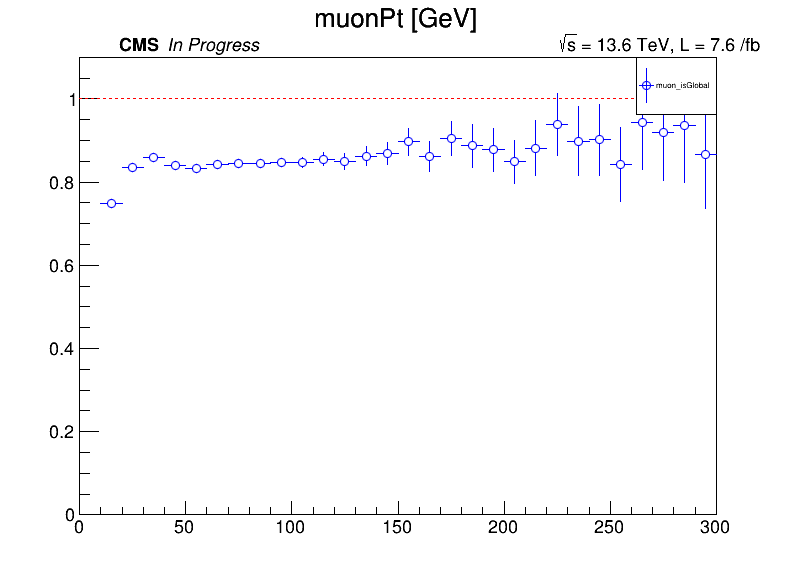 muonPt [GeV]
CMS In Progress
√s = 13.6 TeV, L = 7.6 /fb
muon_isGlobal
1
0.8
0.6
0.4
0.2
0
0 50 100 150 200 250 300